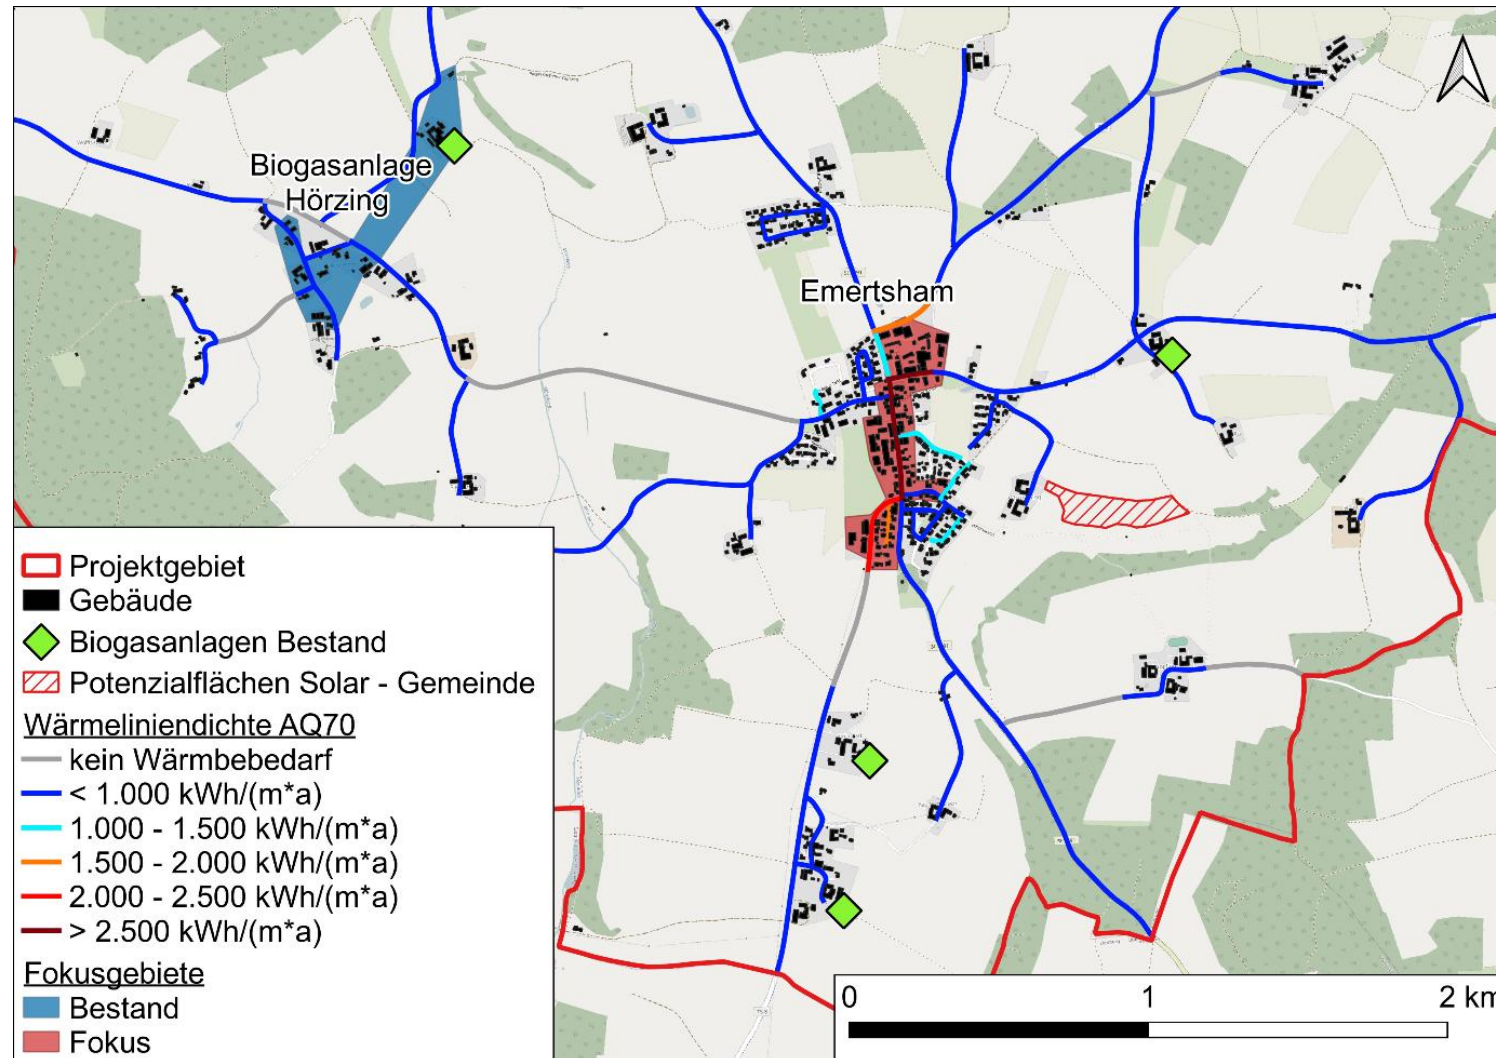 Biogasanlage
Hörzing
Emertsham
Projektgebiet
Gebäude
Biogasanlagen Bestand
Potenzialflächen Solar - Gemeinde
Wärmeliniendichte AQ70
kein Wärmbebedarf
< 1.000 kWh/(m*a)
1.000 - 1.500 kWh/(m*a)
1.500 - 2.000 kWh/(m*a)
2.000 - 2.500 kWh/(m*a)
> 2.500 kWh/(m*a)
Fokusgebiete
Bestand
Fokus
0 1 2 km